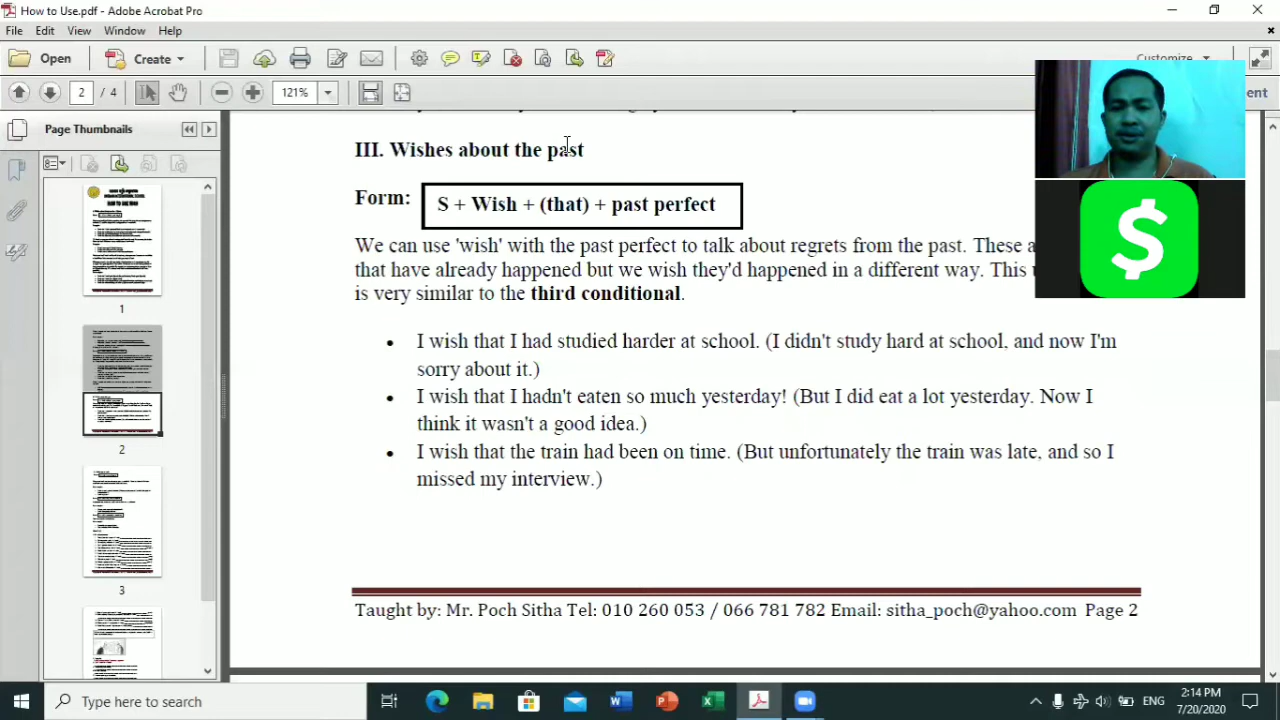 How to Use.pdf - Adobe Acrobat Pro
File Edit View Window Help
Open Create Customize
2 / 4 121%
Page Thumbnails
1
2
3
III. Wishes about the past
Form: S + Wish + (that) + past perfect
We can use 'wish' with the past perfect to talk about regrets from the past. These
that have already happened but we wish they'd happened in a different way. This
is very similar to the third conditional.
• I wish that I had studied harder at school. (I didn't study hard at school, and now I'm
sorry about it.)
• I wish that I hadn't eaten so much yesterday! (But I did eat a lot yesterday. Now I
think it wasn't a good idea.)
• I wish that the train had been on time. (But unfortunately the train was late, and so I
missed my interview.)
Taught by: Mr. Poch Sitha Tel: 010 260 053 / 066 781 782 Email: sitha_poch@yahoo.com Page 2
$
Type here to search
ENG
2:14 PM
7/20/2020